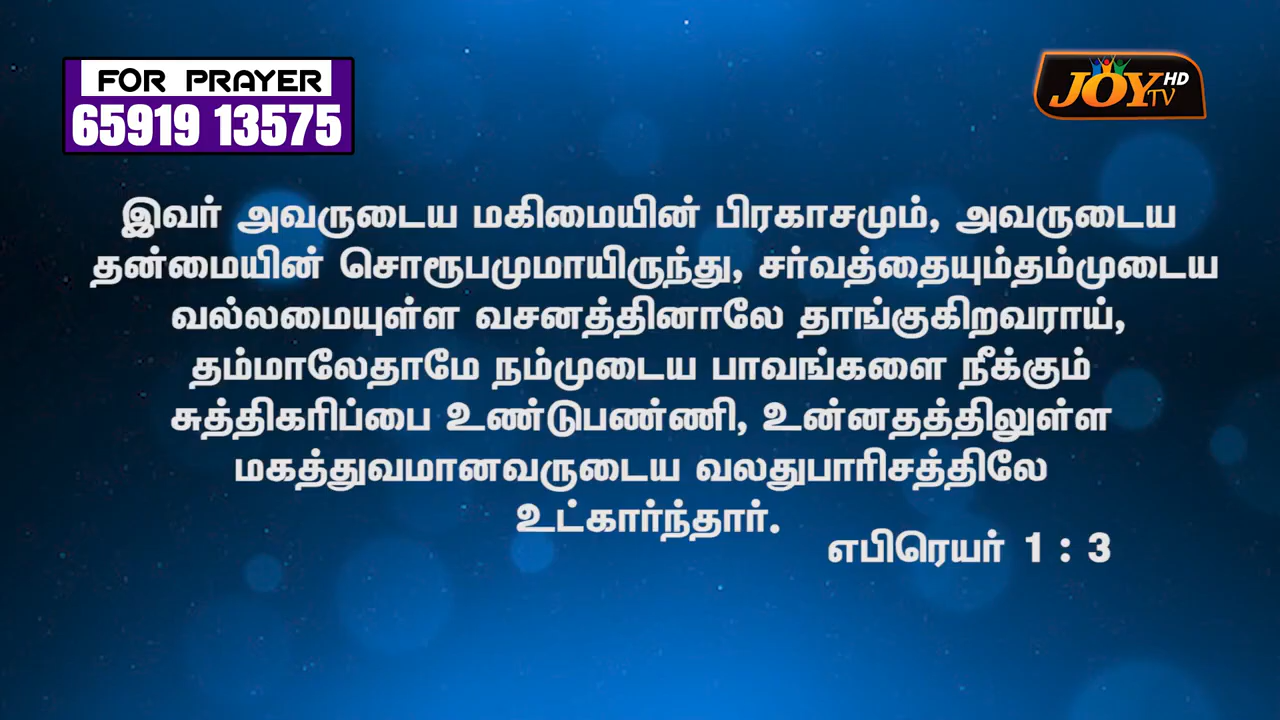 FOR PRAYER
65919 13575
JOY TV HD
இவர் அவருடைய மகிமையின் பிரகாசமும், அவருடைய
தன்மையின் சொரூபமுமாயிருந்து, சர்வத்தையும்தம்முடைய
வல்லமையுள்ள வசனத்தினாலே தாங்குகிறவராய்,
தம்மாலேதாமே நம்முடைய பாவங்களை நீக்கும்
சுத்திகரிப்பை உண்டுபண்ணி, உன்னதத்திலுள்ள
மகத்துவமானவருடைய வலதுபாரிசத்திலே
உட்கார்ந்தார்.
எபிரெயர் 1 : 3